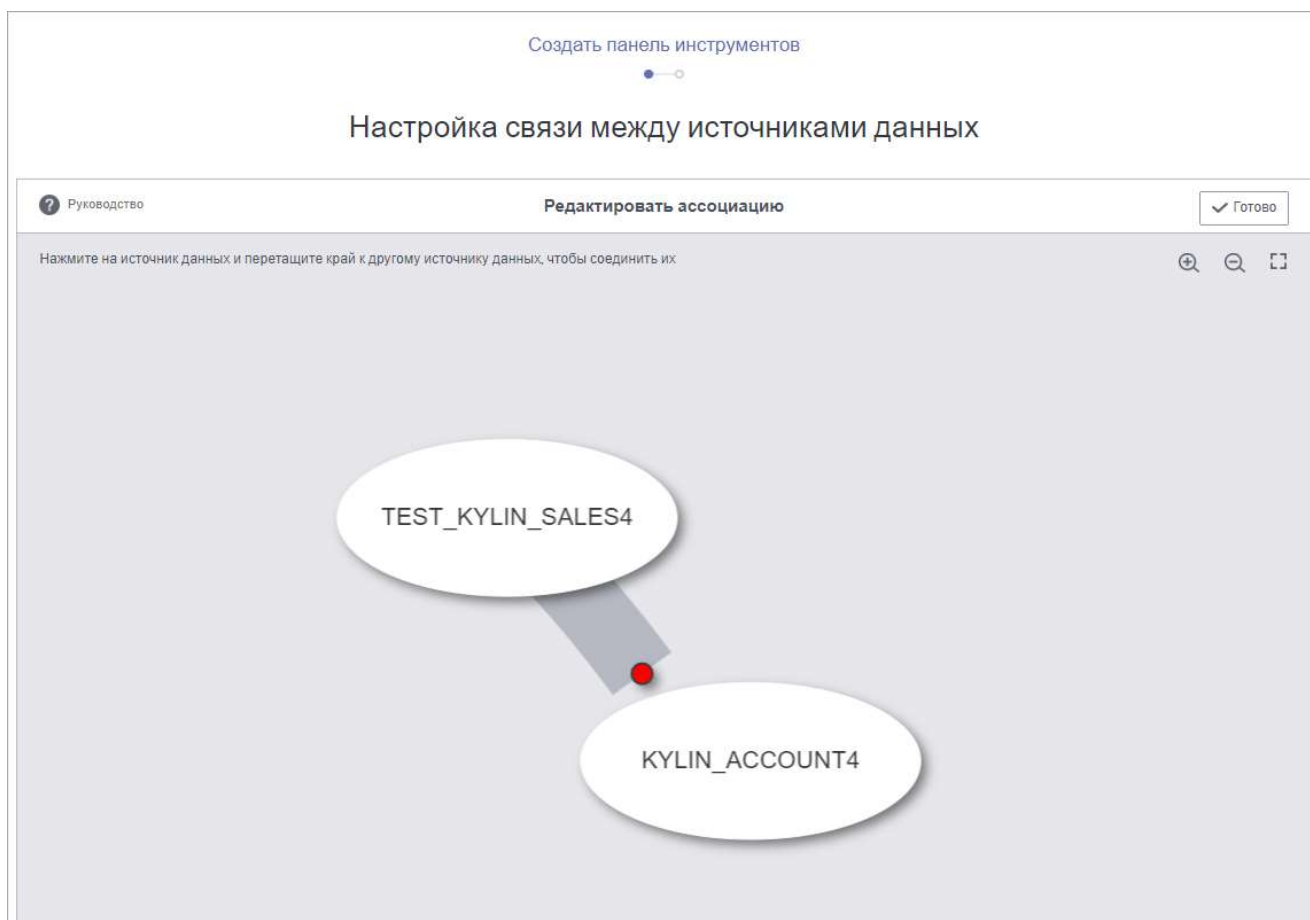 Создать панель инструментов
Настройка связи между источниками данных
Руководство
Редактировать ассоциацию
Готово
Нажмите на источник данных и перетащите край к другому источнику данных, чтобы соединить их
TEST_KYLIN_SALES4
KYLIN_ACCOUNT4